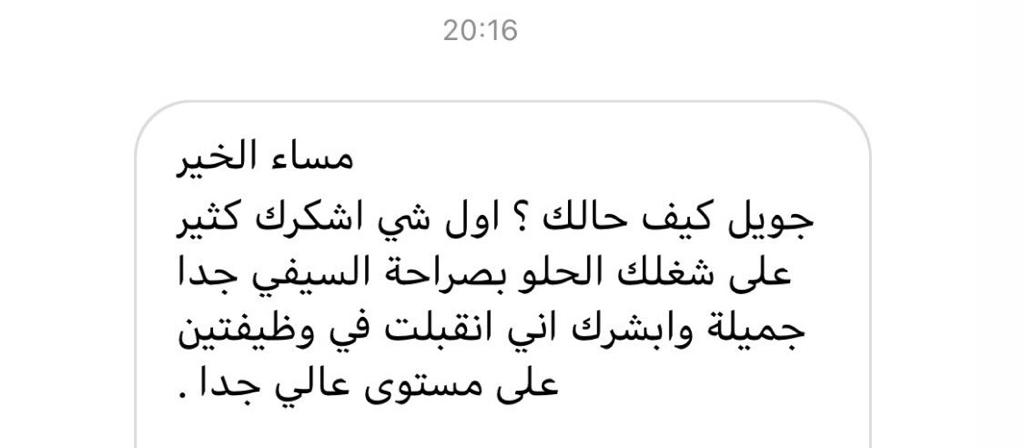 20:16
مساء الخير
جويل كيف حالك ؟ اول شي اشكرك كثير
على شغلك الحلو بصراحة السيفي جدا
جميلة وابشرك اني انقبلت في وظيفتين
على مستوى عالي جدا .